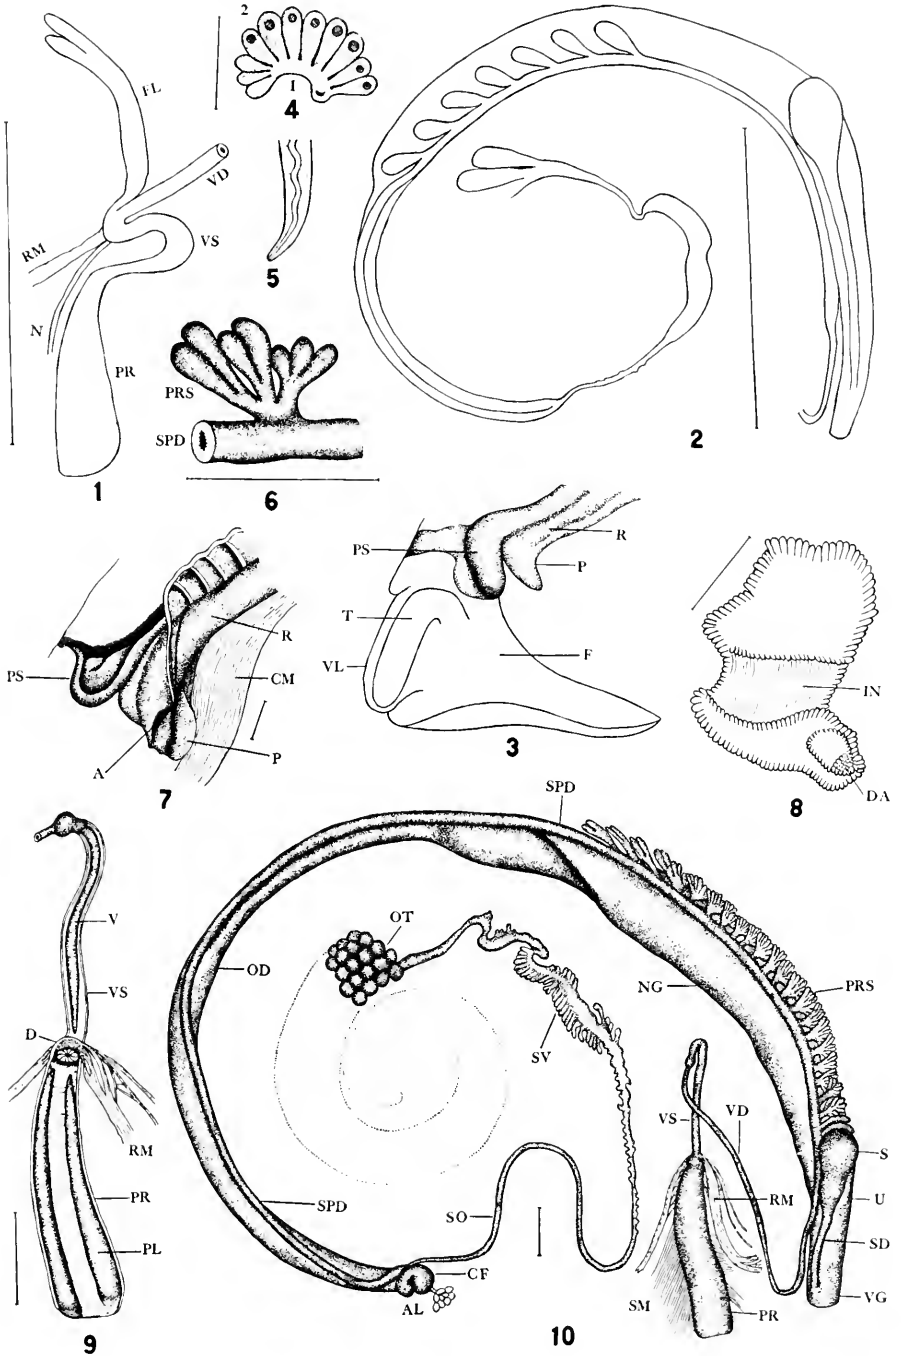 2
FL
I
4
VD
RM
VS
5
N
PR
PRS
SPD
1
6
2
PS
R
P
T
VL
F
3
R
PS
CM
A
P
7
IN
DA
8
SPD
OT
OD
NG
PRS
V
VS
SV
D
VS
VD
S
RM
RM
U
PR
SPD
SO
SD
PL
CF
SM
PR
VG
AL
9
10